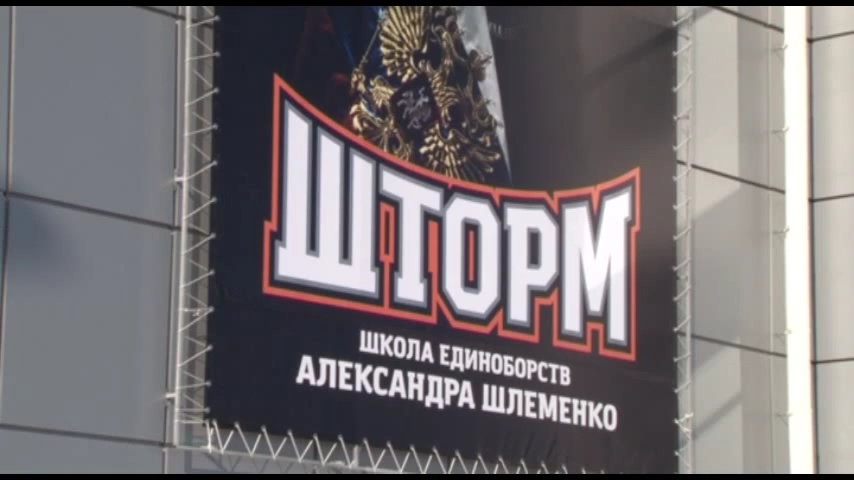 ШТОРМ
ШКОЛА ЕДИНОБОРСТВ
АЛЕКСАНДРА ШЛЕМЕНКО